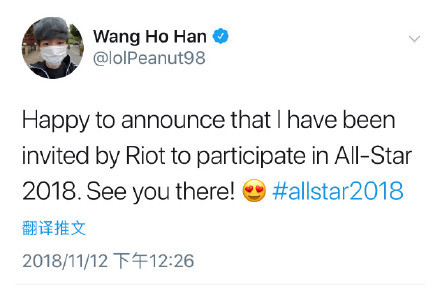 Wang Ho Han
@lolPeanut98
Happy to announce that I have been
invited by Riot to participate in All-Star
2018. See you there! 😍 #allstar2018
翻译推文
2018/11/12 下午12:26